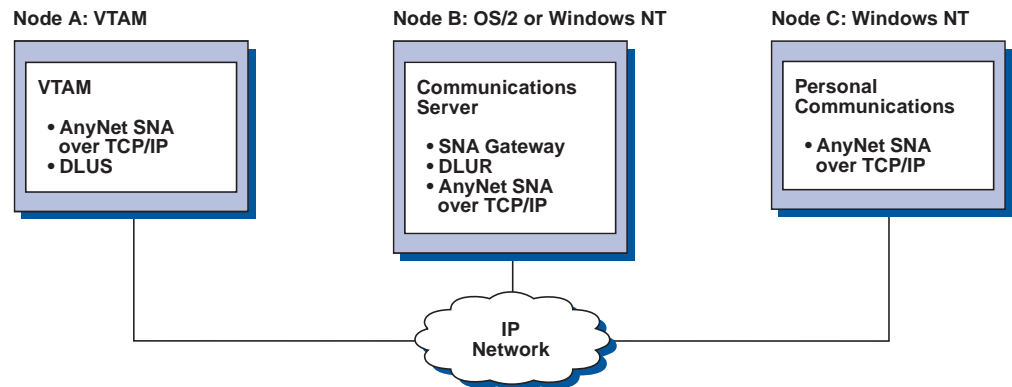 Node A: VTAM
VTAM
• AnyNet SNA
over TCP/IP
• DLUS
Node B: OS/2 or Windows NT
Communications
Server
• SNA Gateway
• DLUR
• AnyNet SNA
over TCP/IP
Node C: Windows NT
Personal
Communications
• AnyNet SNA
over TCP/IP
IP
Network